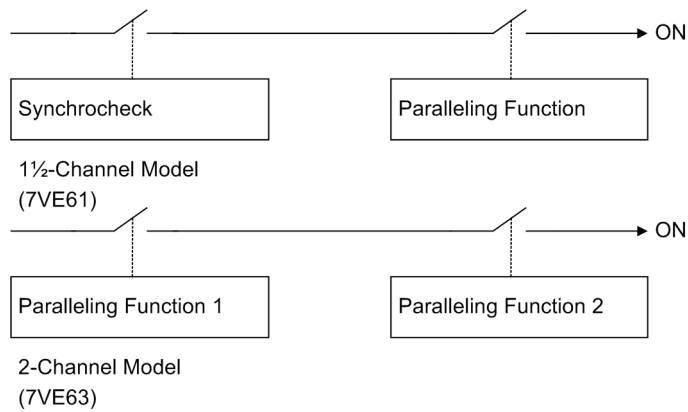 ON
Synchrocheck
Paralleling Function
1½-Channel Model
(7VE61)
ON
Paralleling Function 1
Paralleling Function 2
2-Channel Model
(7VE63)